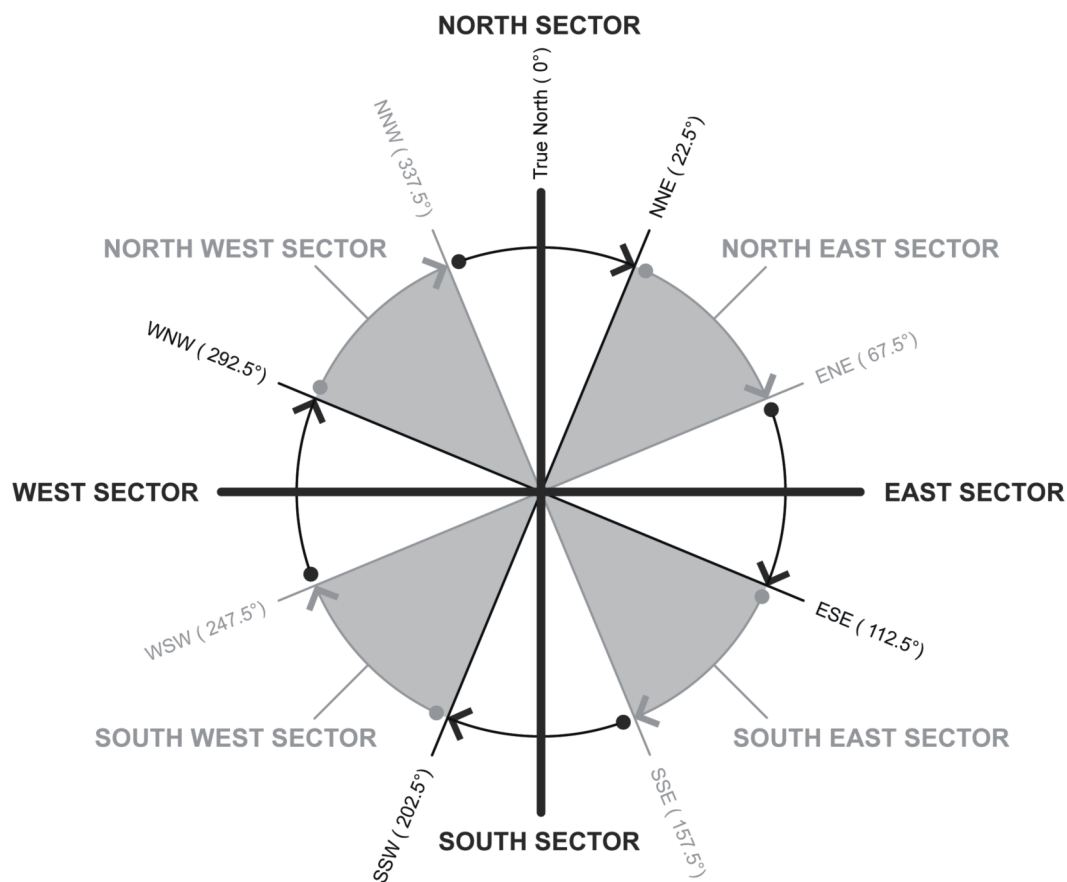 NORTH SECTOR
True North ( 0°)
NNW ( 337.5°)
NNE ( 22.5°)
NORTH WEST SECTOR
NORTH EAST SECTOR
WNW ( 292.5°)
ENE ( 67.5°)
WEST SECTOR
EAST SECTOR
WSW ( 247.5°)
ESE ( 112.5°)
SOUTH WEST SECTOR
SOUTH EAST SECTOR
SSW ( 202.5°)
SSE ( 157.5°)
SOUTH SECTOR